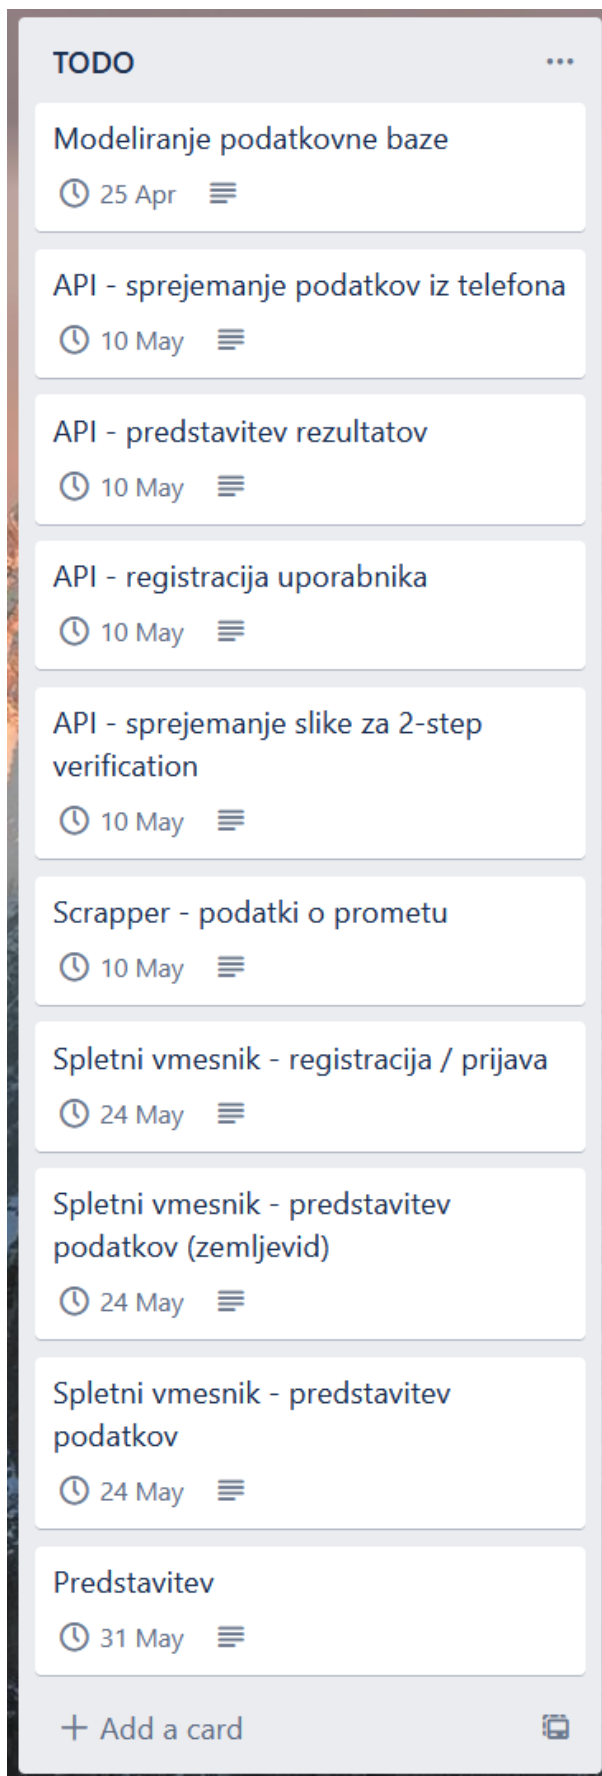 TODO
Modeliranje podatkovne baze
25 Apr
API - sprejemanje podatkov iz telefona
10 May
API - predstavitev rezultatov
10 May
API - registracija uporabnika
10 May
API - sprejemanje slike za 2-step
verification
10 May
Scrapper - podatki o prometu
10 May
Spletni vmesnik - registracija / prijava
24 May
Spletni vmesnik - predstavitev
podatkov (zemljevid)
24 May
Spletni vmesnik - predstavitev
podatkov
24 May
Predstavitev
31 May
+ Add a card